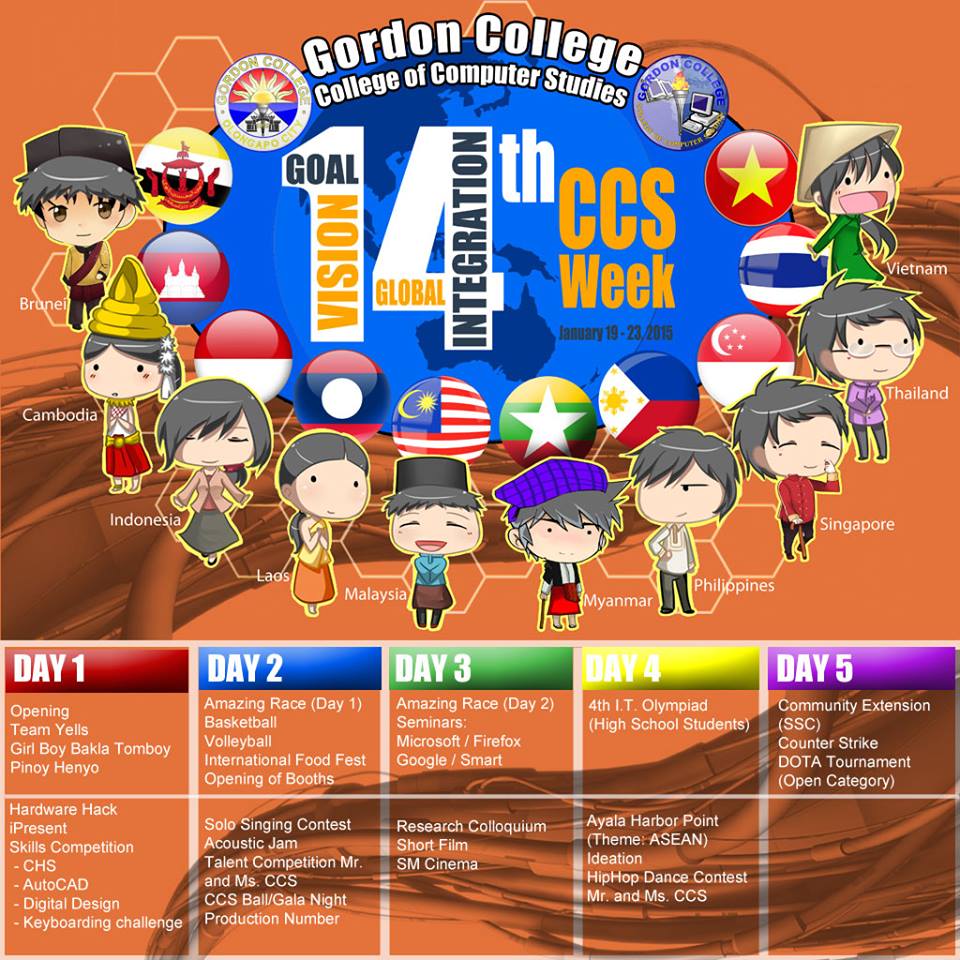 Gordon College
College of Computer Studies
GORDON COLLEGE
OLONGAPO CITY
GORDON COLLEGE
14th
GOAL
VISION
GLOBAL
INTEGRATION
CCS
Week
January 19 - 23, 2015
Brunei
Cambodia
Indonesia
Laos
Malaysia
Myanmar
Philippines
Singapore
Thailand
Vietnam
DAY 1
Opening
Team Yells
Girl Boy Bakla Tomboy
Pinoy Henyo
Hardware Hack
iPresent
Skills Competition
- CHS
- AutoCAD
- Digital Design
- Keyboarding challenge
DAY 2
Amazing Race (Day 1)
Basketball
Volleyball
International Food Fest
Opening of Booths
Solo Singing Contest
Acoustic Jam
Talent Competition Mr.
and Ms. CCS
CCS Ball/Gala Night
Production Number
DAY 3
Amazing Race (Day 2)
Seminars:
Microsoft / Firefox
Google / Smart
Research Colloquium
Short Film
SM Cinema
DAY 4
4th I.T. Olympiad
(High School Students)
Ayala Harbor Point
(Theme: ASEAN)
Ideation
HipHop Dance Contest
Mr. and Ms. CCS
DAY 5
Community Extension
(SSC)
Counter Strike
DOTA Tournament
(Open Category)